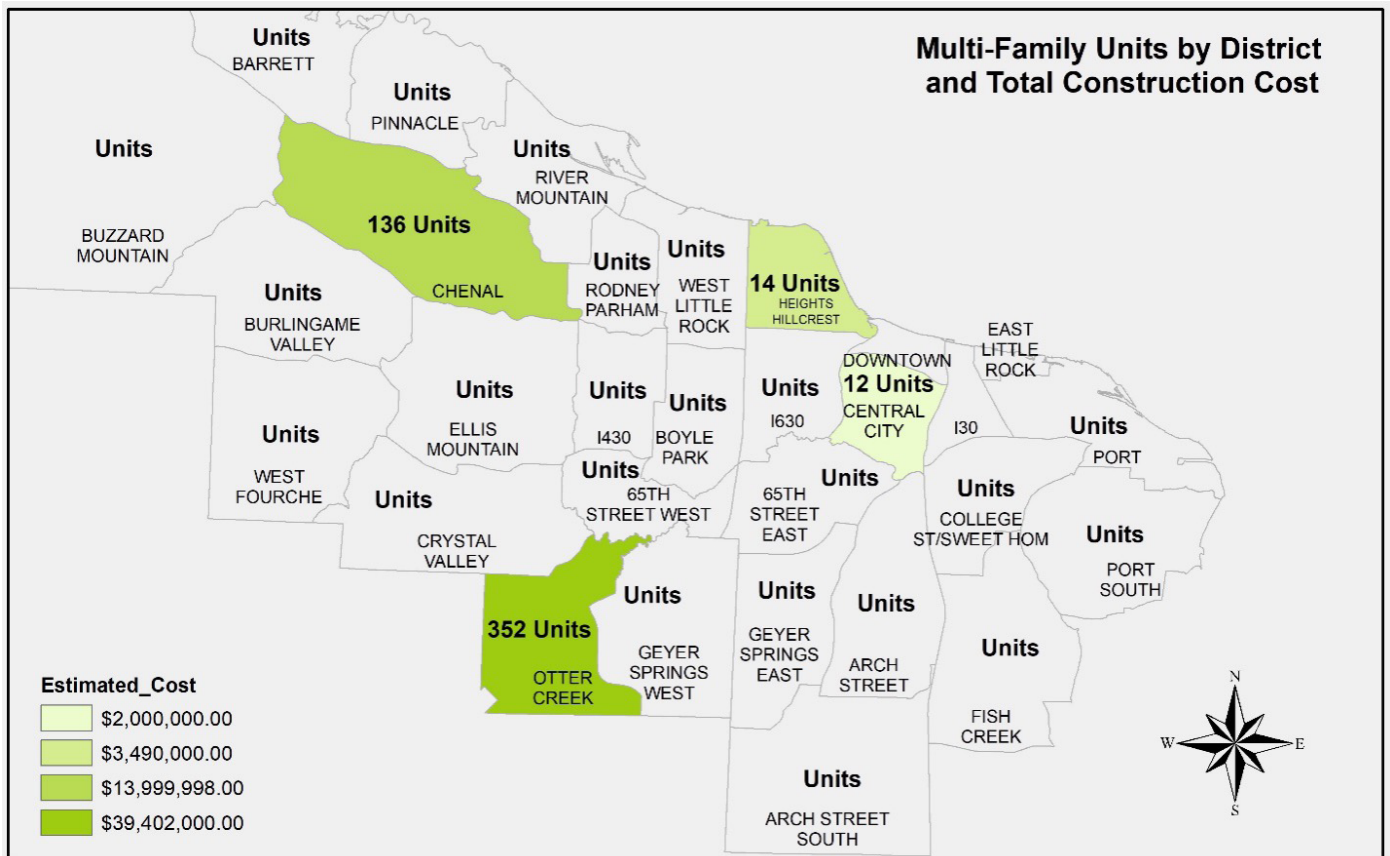 Multi-Family Units by District
and Total Construction Cost
Units
BARRETT
Units
PINNACLE
Units
BUZZARD
MOUNTAIN
Units
RIVER
MOUNTAIN
136 Units
CHENAL
Units
RODNEY
PARHAM
Units
WEST
LITTLE
ROCK
14 Units
HEIGHTS
HILLCREST
Units
BURLINGAME
VALLEY
EAST
LITTLE
ROCK
DOWNTOWN
12 Units
CENTRAL
CITY
I30
Units
PORT
Units
WEST
FOURCHE
Units
ELLIS
MOUNTAIN
Units
I430
Units
BOYLE
PARK
Units
I630
Units
CRYSTAL
VALLEY
Units
65TH
STREET WEST
Units
65TH
STREET
EAST
Units
COLLEGE
ST/SWEET HOM
Units
PORT
SOUTH
352 Units
OTTER
CREEK
Units
GEYER
SPRINGS
WEST
Units
GEYER
SPRINGS
EAST
Units
ARCH
STREET
Units
FISH
CREEK
Units
ARCH STREET
SOUTH
Estimated_Cost
$2,000,000.00
$3,490,000.00
$13,999,998.00
$39,402,000.00
N
W
E
S